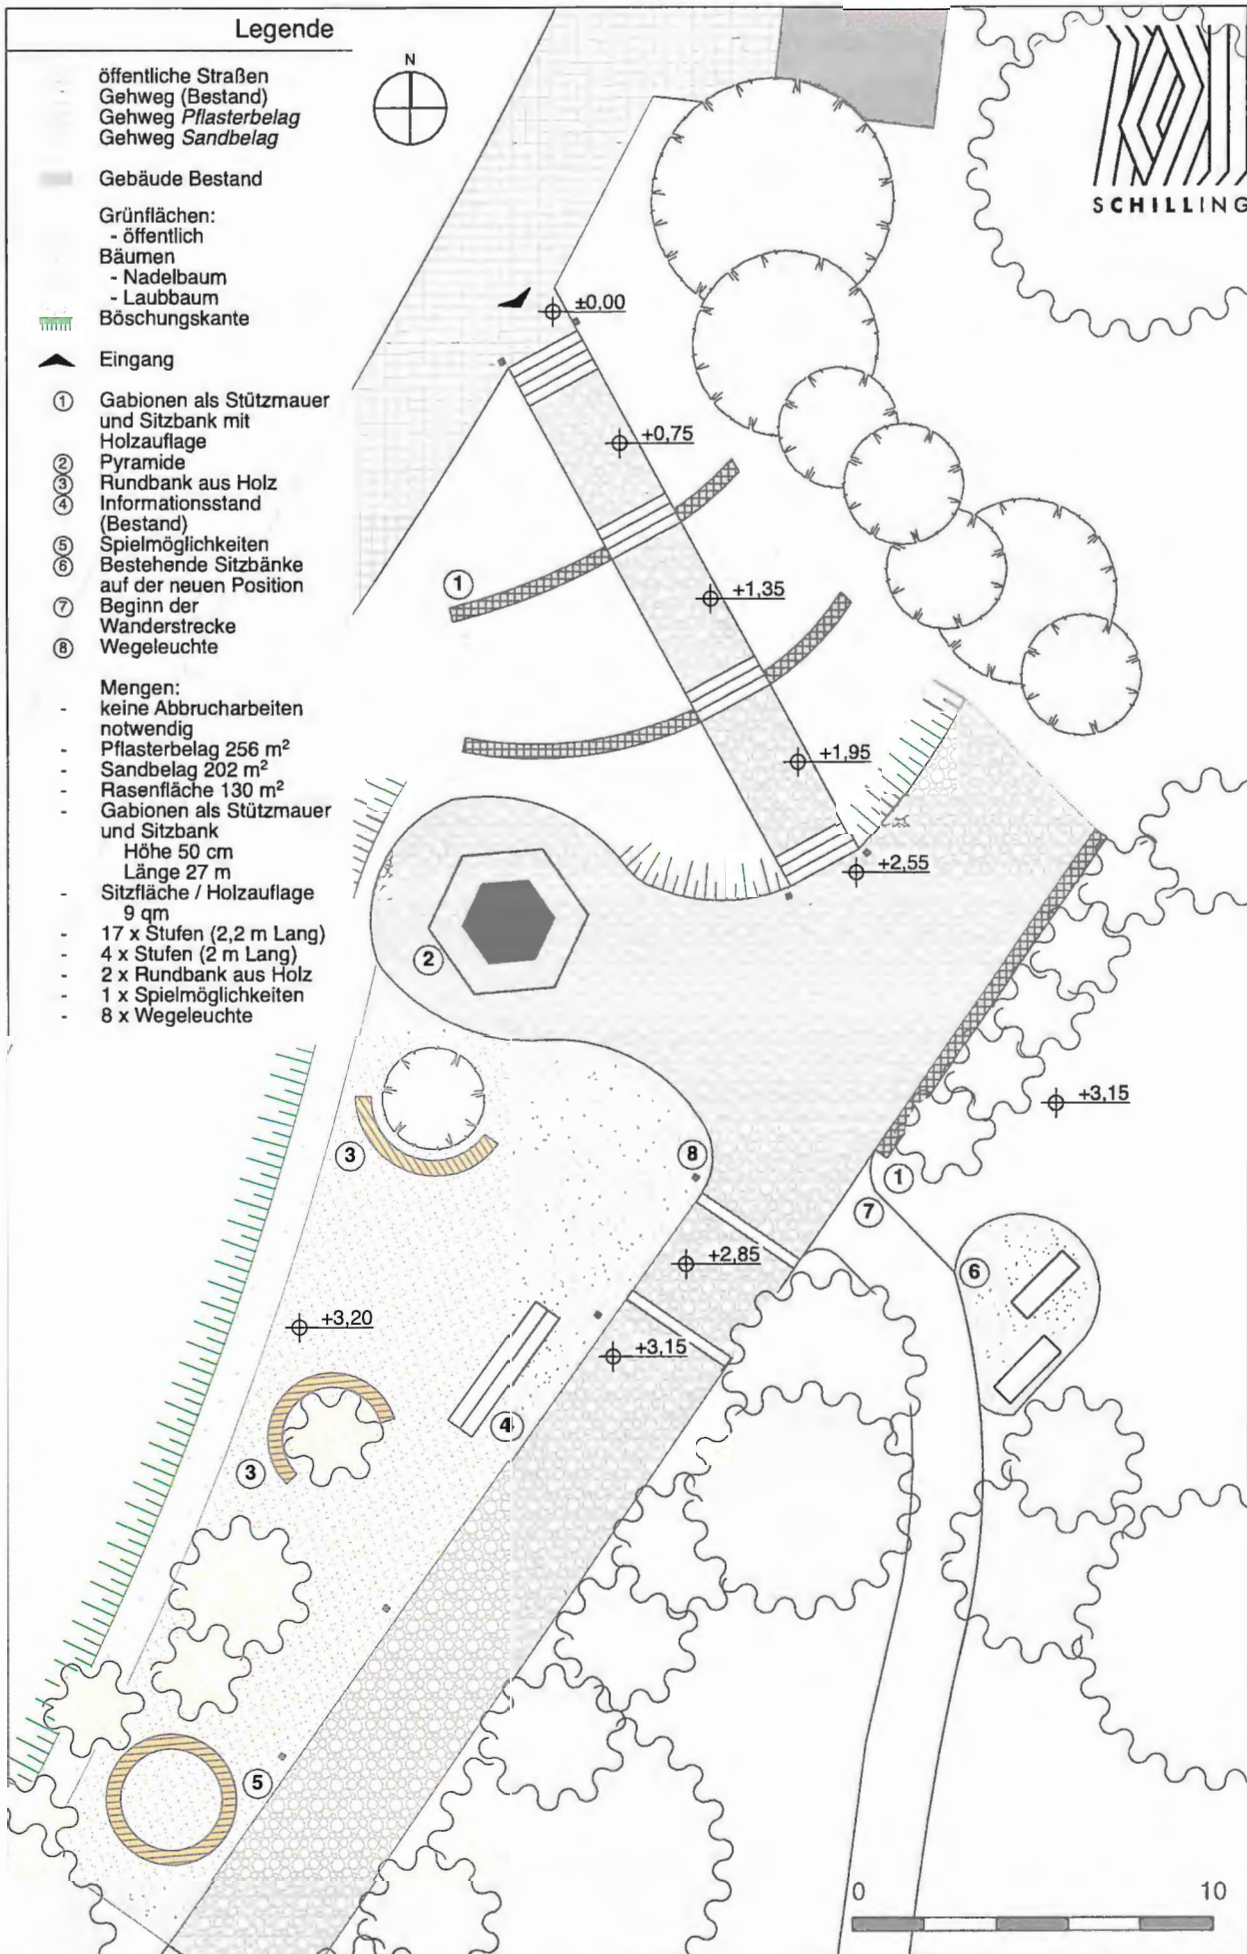 Legende
öffentliche Straßen
Gehweg (Bestand)
Gehweg Pflasterbelag
Gehweg Sandbelag
Gebäude Bestand
Grünflächen:
- öffentlich
Bäumen
- Nadelbaum
- Laubbaum
Böschungskante
Eingang
① Gabionen als Stützmauer
und Sitzbank mit
Holzauflage
② Pyramide
③ Rundbank aus Holz
④ Informationsstand
(Bestand)
⑤ Spielmöglichkeiten
⑥ Bestehende Sitzbänke
auf der neuen Position
⑦ Beginn der
Wanderstrecke
⑧ Wegeleuchte
Mengen:
- keine Abbrucharbeiten
notwendig
- Pflasterbelag 256 m²
- Sandbelag 202 m²
- Rasenfläche 130 m²
- Gabionen als Stützmauer
und Sitzbank
Höhe 50 cm
Länge 27 m
- Sitzfläche / Holzauflage
9 qm
- 17 x Stufen (2,2 m Lang)
- 4 x Stufen (2 m Lang)
- 2 x Rundbank aus Holz
- 1 x Spielmöglichkeiten
- 8 x Wegeleuchte
N
SCHILLING
±0.00
+0,75
①
+1,35
+1,95
+2,55
②
+3,15
③
⑧
①
⑦
+2,85
⑥
+3,20
+3,15
④
③
⑤
0 10